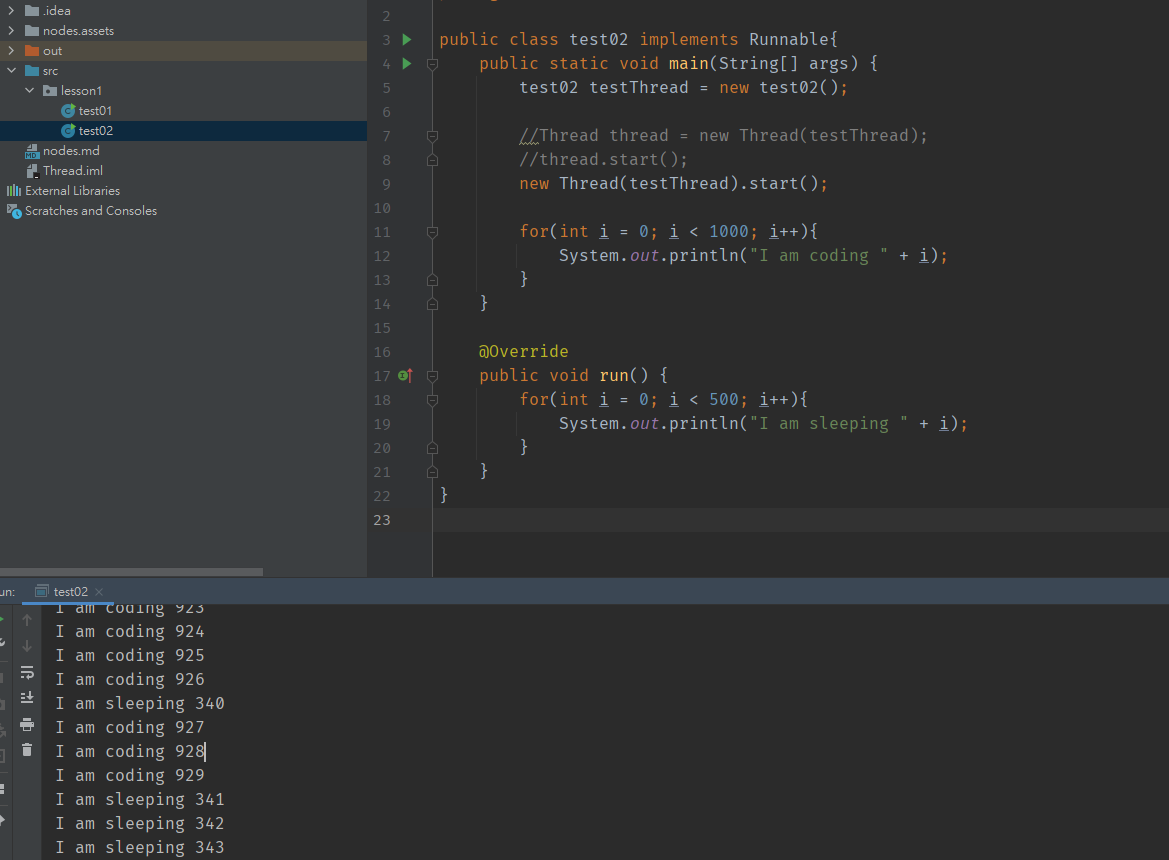 .idea
nodes.assets
out
src
lesson1
test01
test02
nodes.md
Thread.iml
External Libraries
Scratches and Consoles
2
3 public class test02 implements Runnable{
4 public static void main(String[] args) {
5 test02 testThread = new test02();
6
7 //Thread thread = new Thread(testThread);
8 //thread.start();
9 new Thread(testThread).start();
10
11 for(int i = 0; i < 1000; i++){
12 System.out.println("I am coding " + i);
13 }
14 }
15
16 @Override
17 public void run() {
18 for(int i = 0; i < 500; i++){
19 System.out.println("I am sleeping " + i);
20 }
21 }
22 }
23
un: test02
I am coding 923
I am coding 924
I am coding 925
I am coding 926
I am sleeping 340
I am coding 927
I am coding 928
I am coding 929
I am sleeping 341
I am sleeping 342
I am sleeping 343